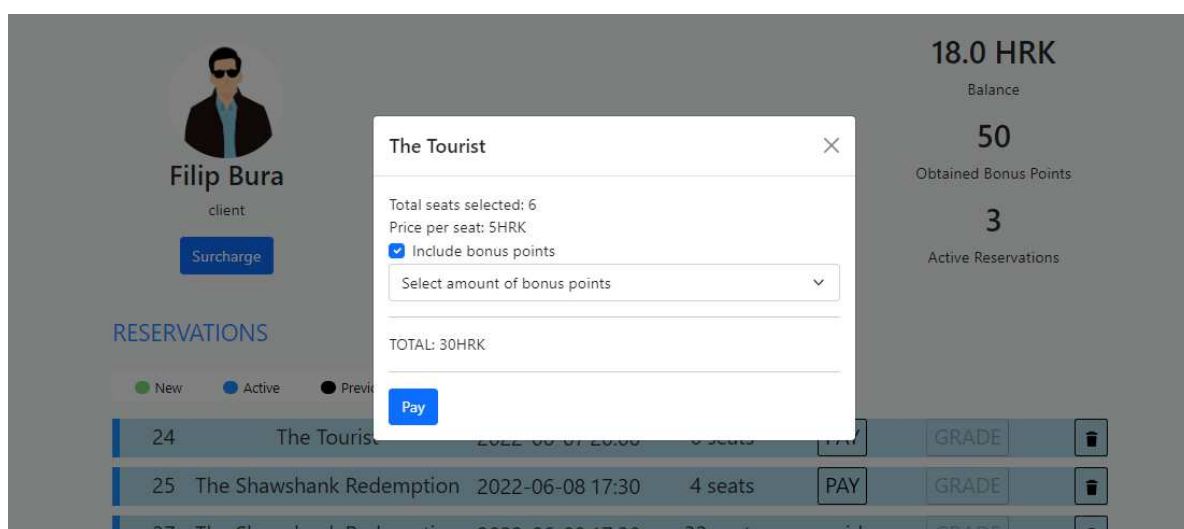 18.0 HRK
Balance
50
Obtained Bonus Points
3
Active Reservations
Filip Bura
client
Surcharge
The Tourist
Total seats selected: 6
Price per seat: 5HRK
Include bonus points
Select amount of bonus points
TOTAL: 30HRK
Pay
RESERVATIONS
New Active
24 The Tourist GRADE
25 The Shawshank Redemption 2022-06-08 17:30 4 seats PAY GRADE